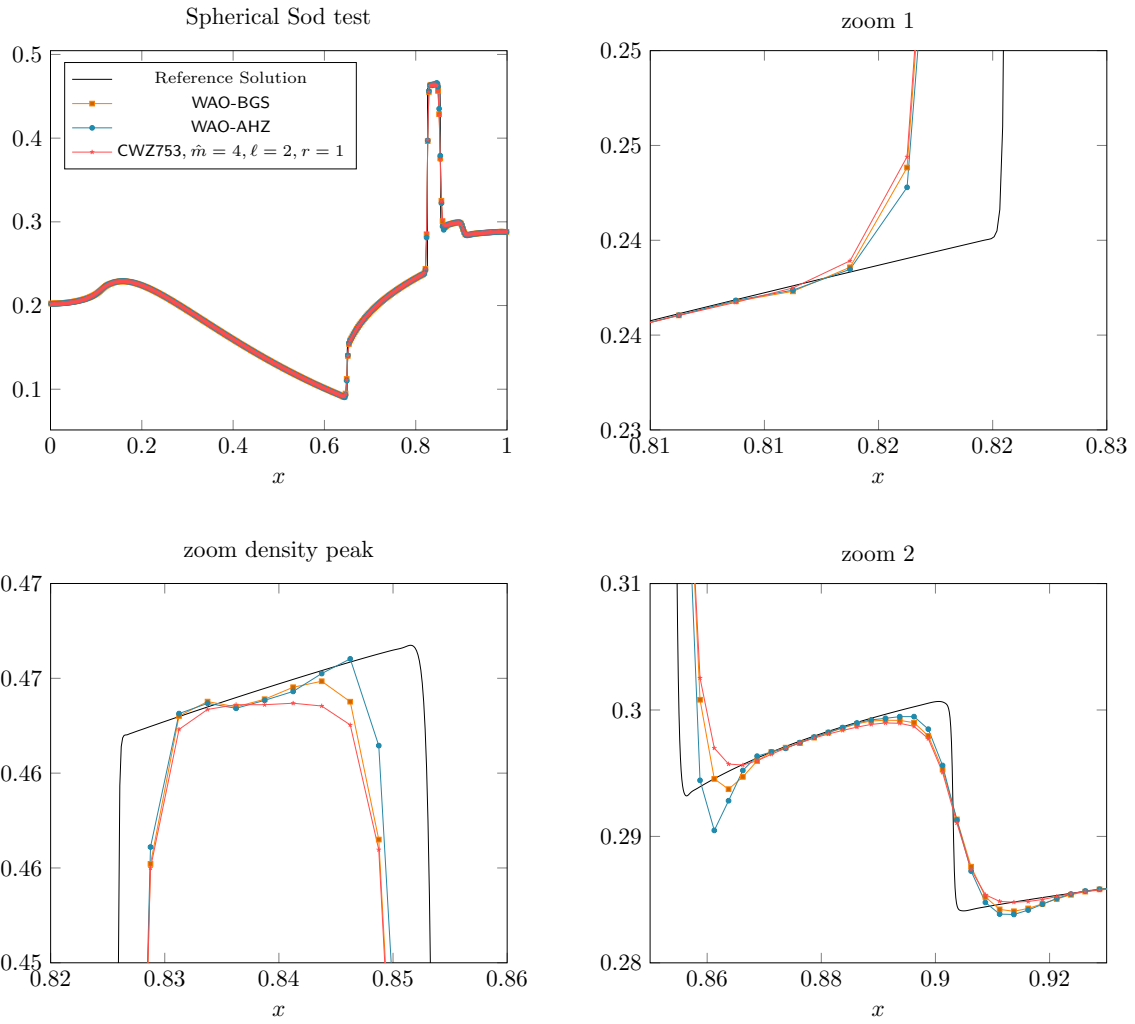 Spherical Sod test
0.5
0.4
0.3
0.2
0.1
Reference Solution
WAO-BGS
WAO-AHZ
CWZ753, m̂ = 4, ℓ = 2, r = 1
0 0.2 0.4 0.6 0.8 1
x
zoom 1
0.25
0.25
0.24
0.24
0.23
0.81 0.81 0.82 0.82 0.83
x
zoom density peak
0.47
0.47
0.46
0.46
0.45
0.82 0.83 0.84 0.85 0.86
x
zoom 2
0.31
0.3
0.29
0.28
0.86 0.88 0.9 0.92
x